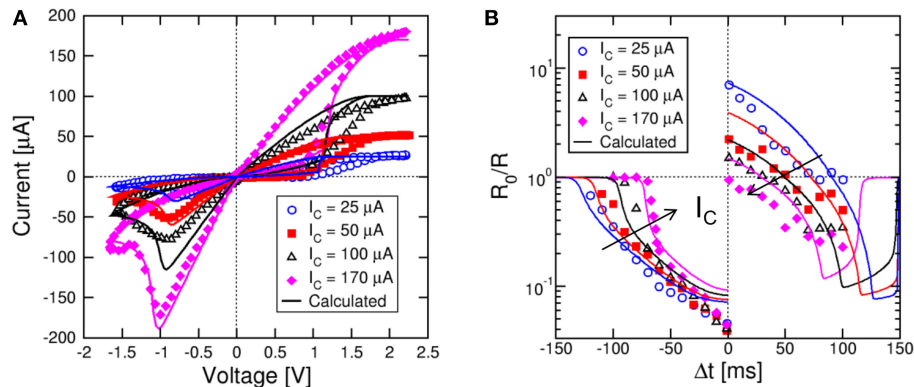 A
200
150
100
50
0
-50
-100
-150
-200
Current [μA]
I_C = 25 μA
I_C = 50 μA
I_C = 100 μA
I_C = 170 μA
Calculated
-2 -1.5 -1 -0.5 0 0.5 1 1.5 2 2.5
Voltage [V]
B
I_C = 25 μA
I_C = 50 μA
I_C = 100 μA
I_C = 170 μA
Calculated
10^1
10^0
10^-1
R_0/R
I_C
-150 -100 -50 0 50 100 150
Δt [ms]